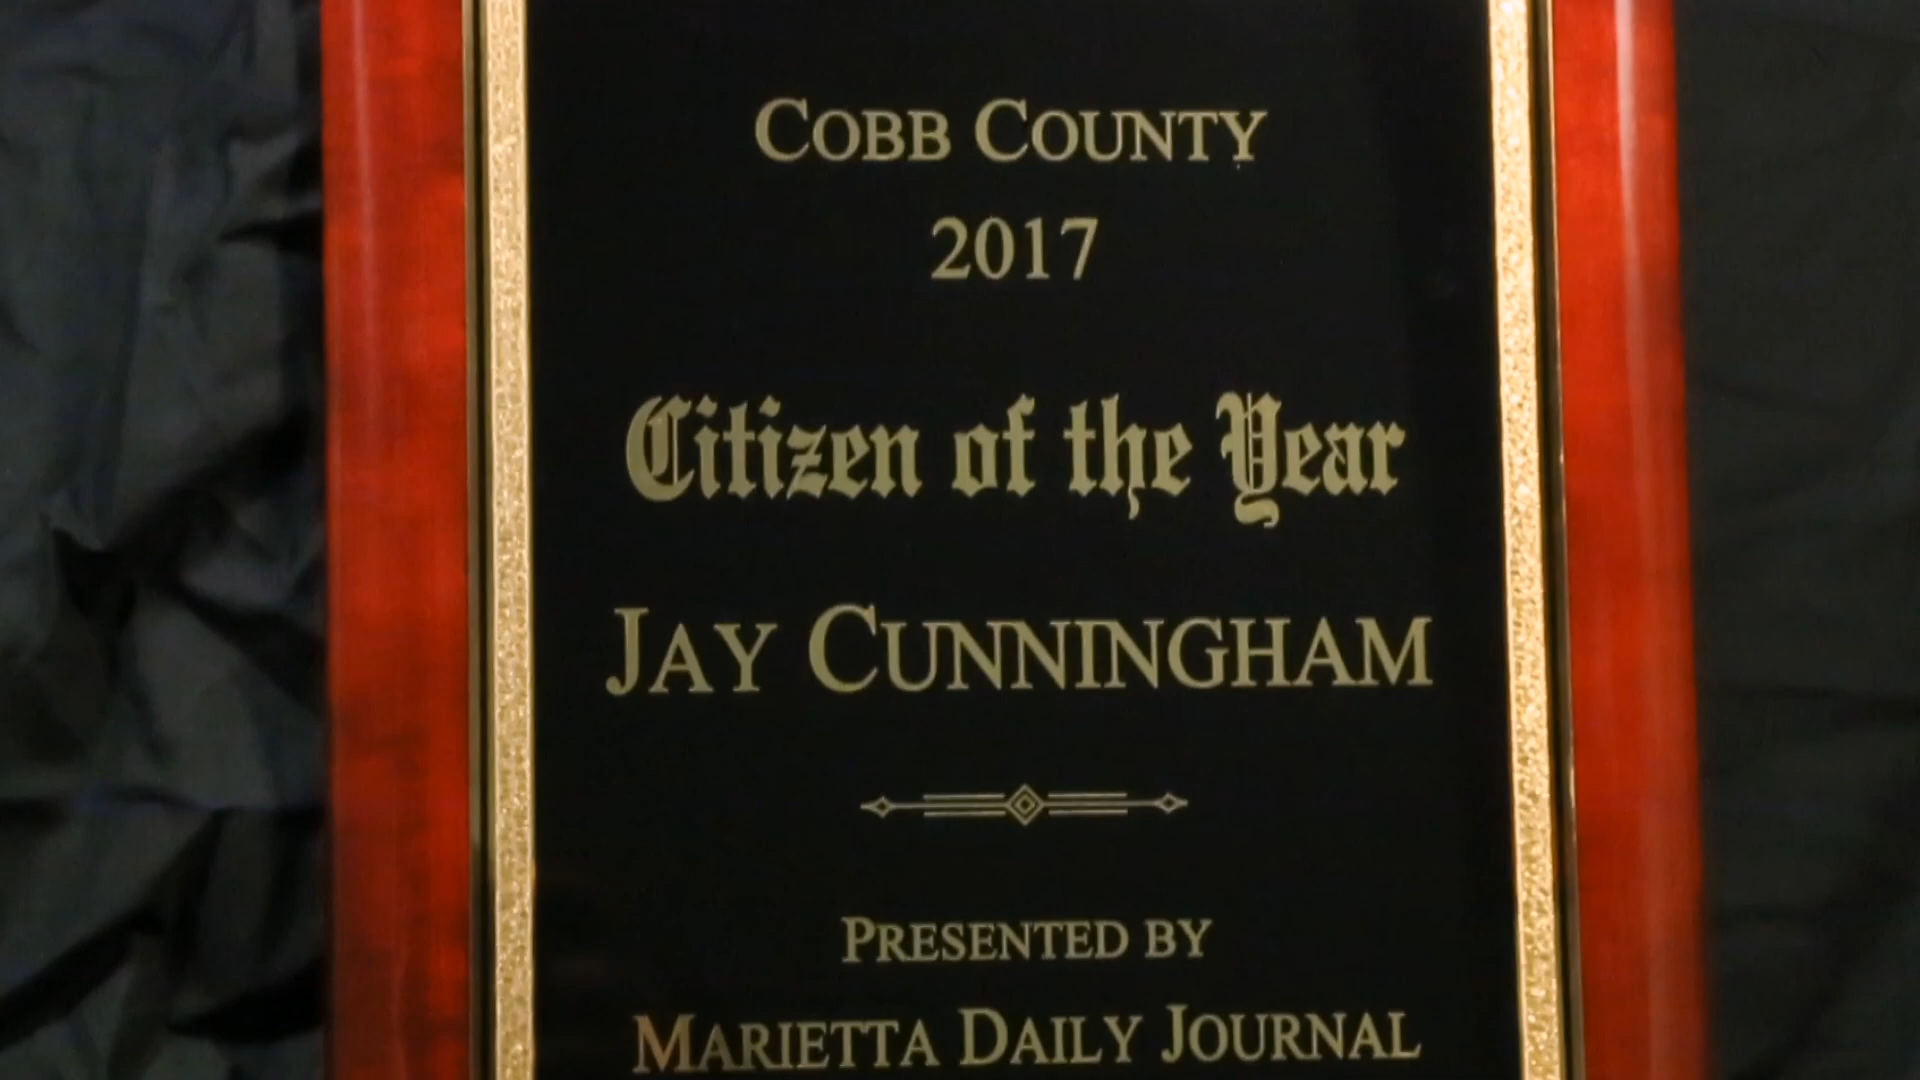 COBB COUNTY
2017
Citizen of the Year
JAY CUNNINGHAM
PRESENTED BY
MARIETTA DAILY JOURNAL